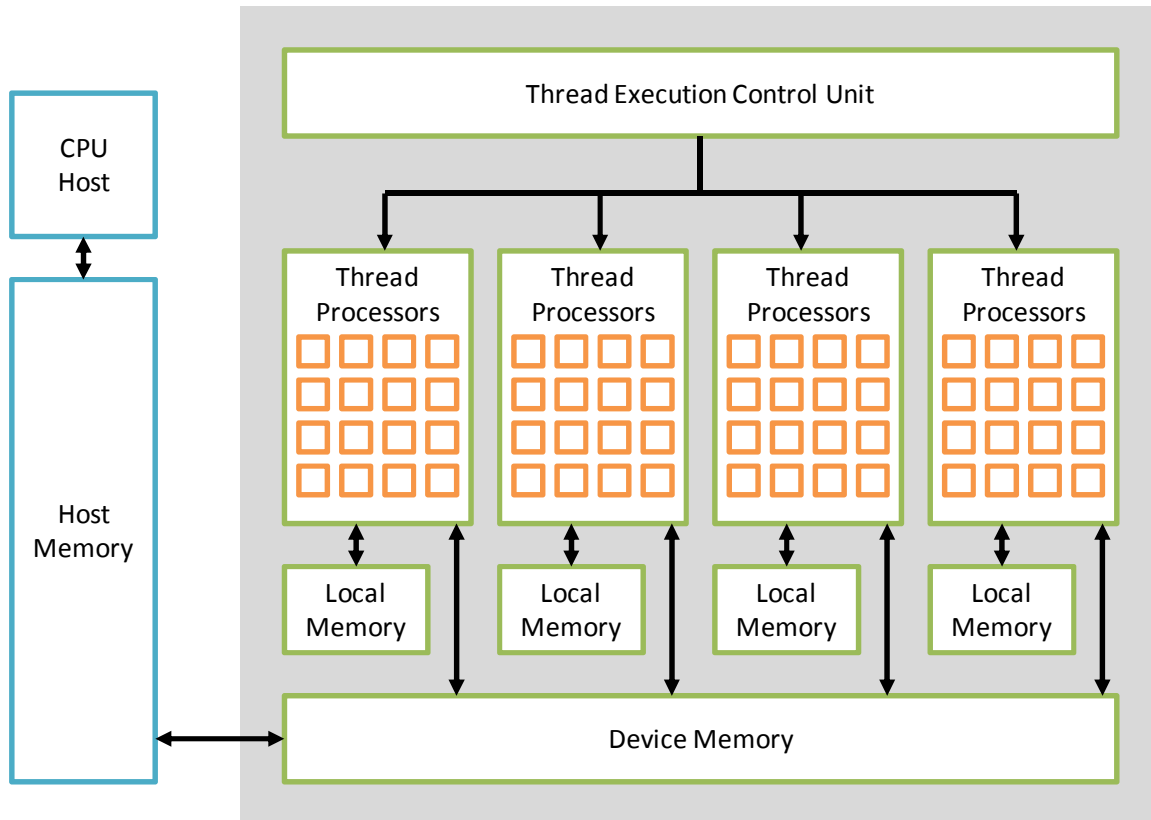 Thread Execution Control Unit
CPU
Host
Thread
Processors
Thread
Processors
Thread
Processors
Thread
Processors
Host
Memory
Local
Memory
Local
Memory
Local
Memory
Local
Memory
Device Memory